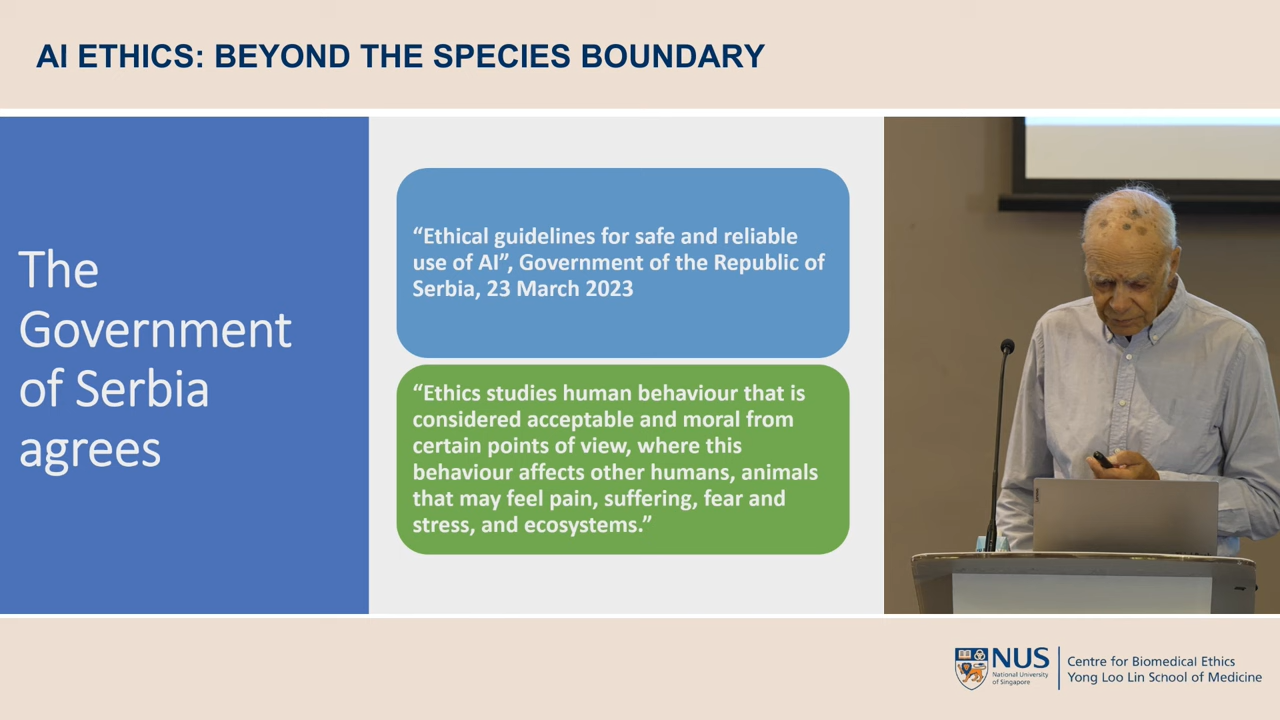 AI ETHICS: BEYOND THE SPECIES BOUNDARY
The
Government
of Serbia
agrees
“Ethical guidelines for safe and reliable
use of AI”, Government of the Republic of
Serbia, 23 March 2023
“Ethics studies human behaviour that is
considered acceptable and moral from
certain points of view, where this
behaviour affects other humans, animals
that may feel pain, suffering, fear and
stress, and ecosystems.”
NUS
National University
of Singapore
Centre for Biomedical Ethics
Yong Loo Lin School of Medicine